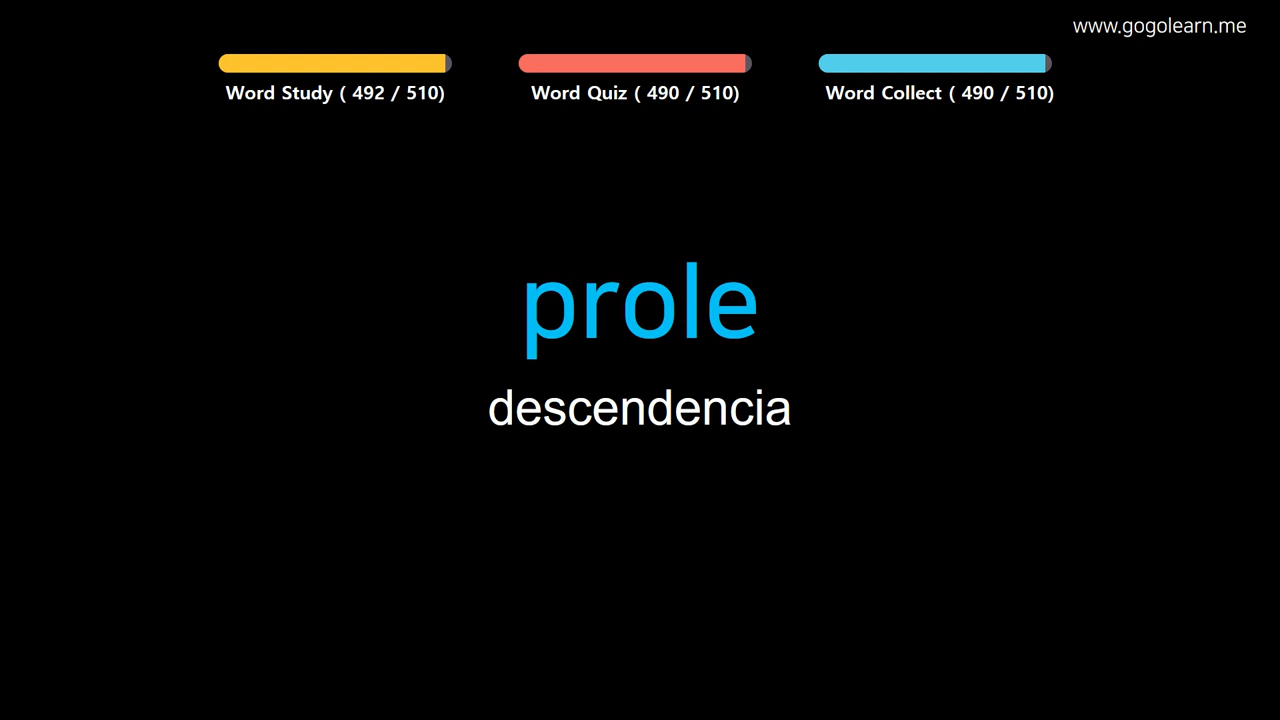 www.gogolearn.me
Word Study ( 492 / 510)
Word Quiz ( 490 / 510)
Word Collect ( 490 / 510)
prole
descendencia